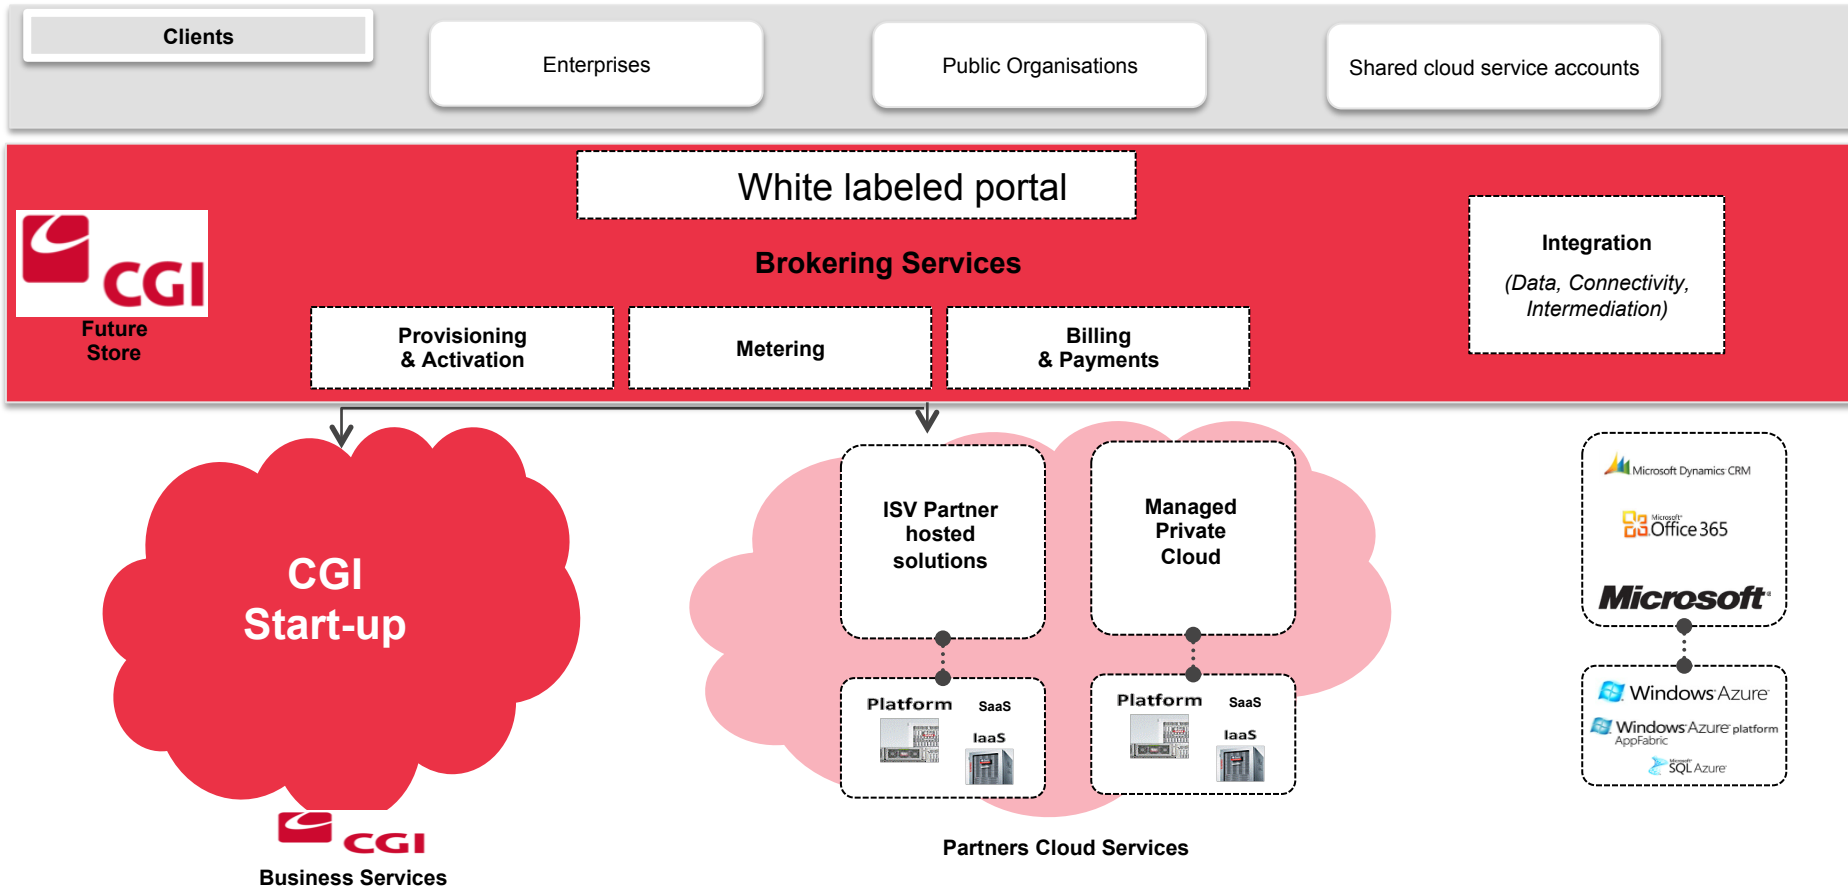 Clients
Enterprises
Public Organisations
Shared cloud service accounts
White labeled portal
CGI
Future
Store
Brokering Services
Provisioning
& Activation
Metering
Billing
& Payments
Integration
(Data, Connectivity,
Intermediation)
CGI
Start-up
CGI
Business Services
ISV Partner
hosted
solutions
Managed
Private
Cloud
Platform
SaaS
IaaS
Platform
SaaS
IaaS
Partners Cloud Services
Microsoft Dynamics CRM
Microsoft
Office 365
Microsoft
Windows Azure
Windows Azure platform
AppFabric
Microsoft
SQL Azure